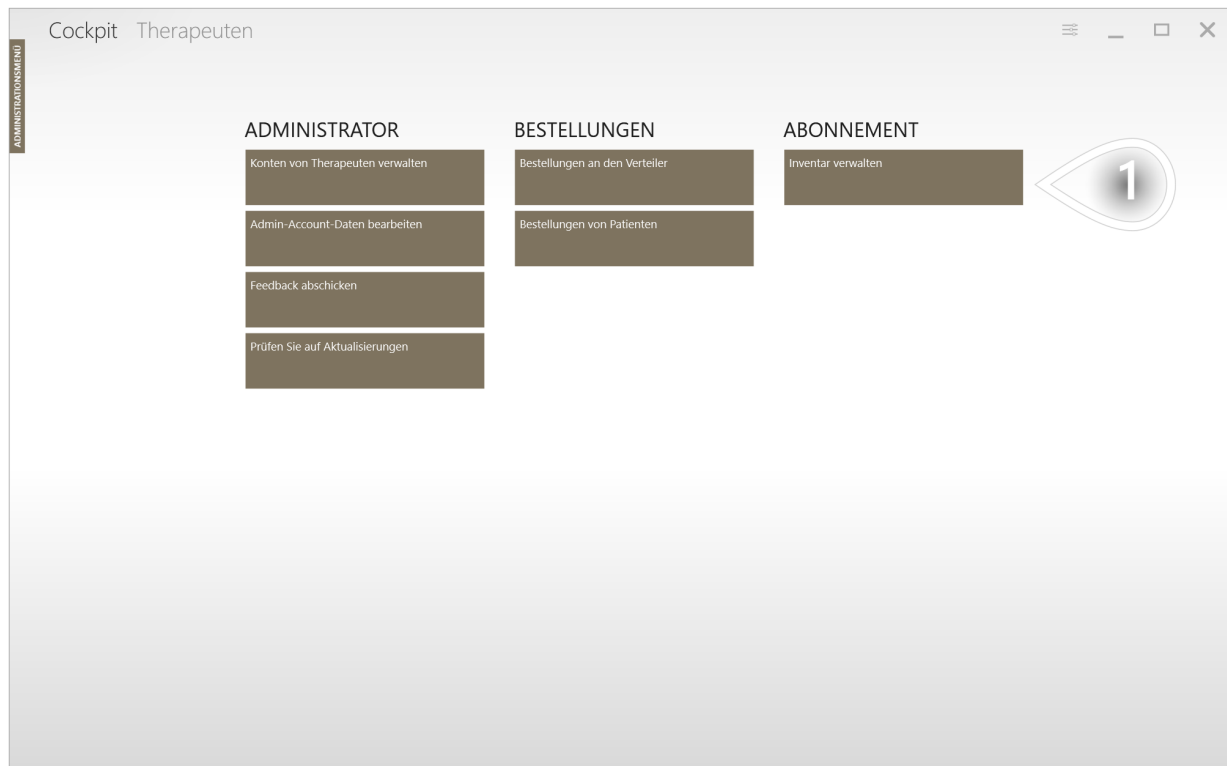 Cockpit Therapeuten
ADMINISTRATIONSMENÜ
ADMINISTRATOR
Konten von Therapeuten verwalten
Admin-Account-Daten bearbeiten
Feedback abschicken
Prüfen Sie auf Aktualisierungen
BESTELLUNGEN
Bestellungen an den Verteiler
Bestellungen von Patienten
ABONNEMENT
Inventar verwalten
1